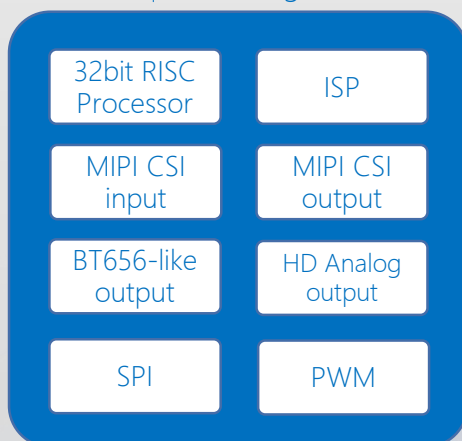 32bit RISC
Processor
ISP
MIPI CSI
input
MIPI CSI
output
BT656-like
output
HD Analog
output
SPI
PWM